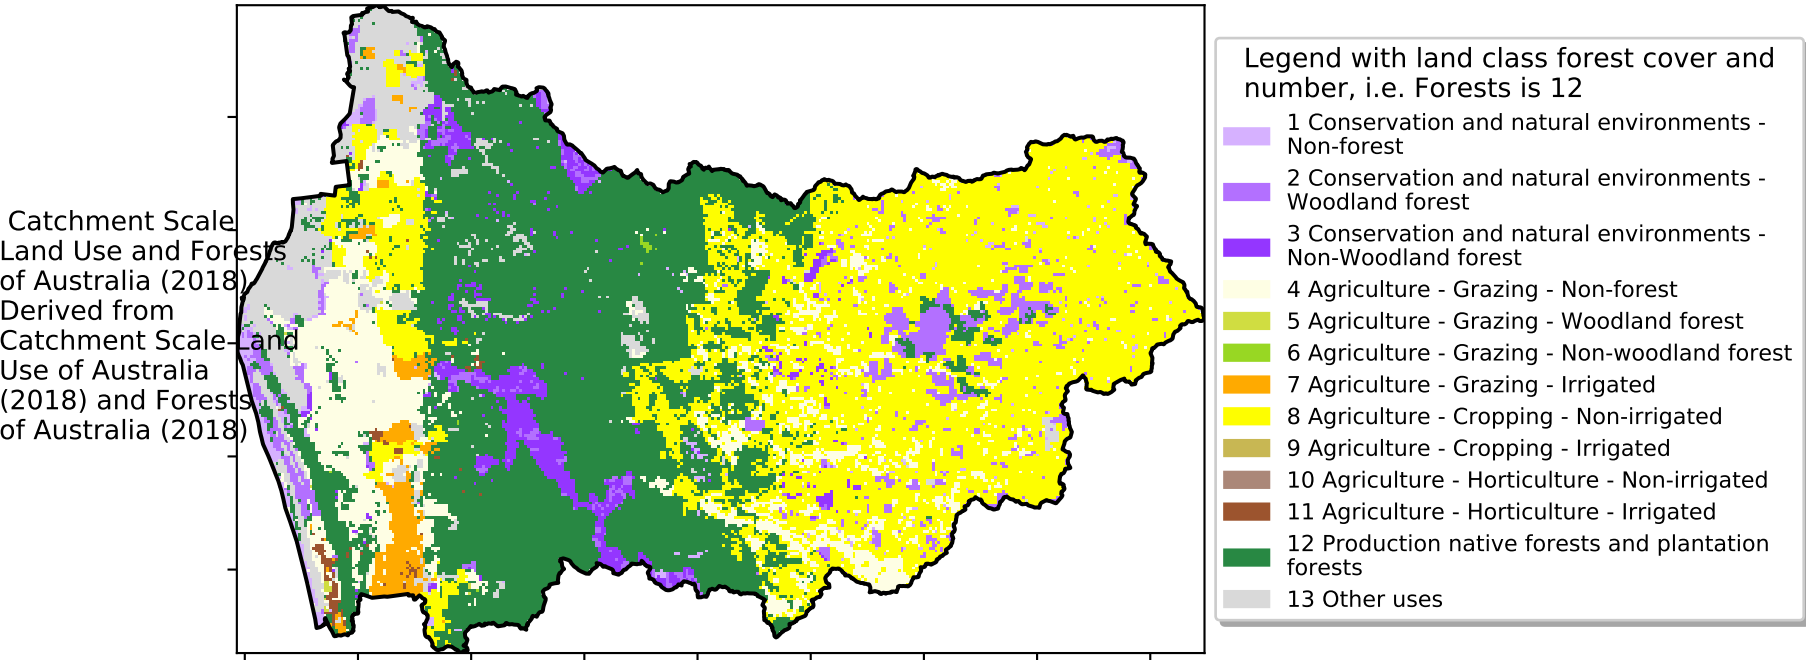 Catchment Scale
Land Use and Forests
of Australia (2018)
Derived from
Catchment Scale Land
Use of Australia
(2018) and Forests
of Australia (2018)
Legend with land class forest cover and
number, i.e. Forests is 12
1 Conservation and natural environments -
Non-forest
2 Conservation and natural environments -
Woodland forest
3 Conservation and natural environments -
Non-Woodland forest
4 Agriculture - Grazing - Non-forest
5 Agriculture - Grazing - Woodland forest
6 Agriculture - Grazing - Non-woodland forest
7 Agriculture - Grazing - Irrigated
8 Agriculture - Cropping - Non-irrigated
9 Agriculture - Cropping - Irrigated
10 Agriculture - Horticulture - Non-irrigated
11 Agriculture - Horticulture - Irrigated
12 Production native forests and plantation
forests
13 Other uses